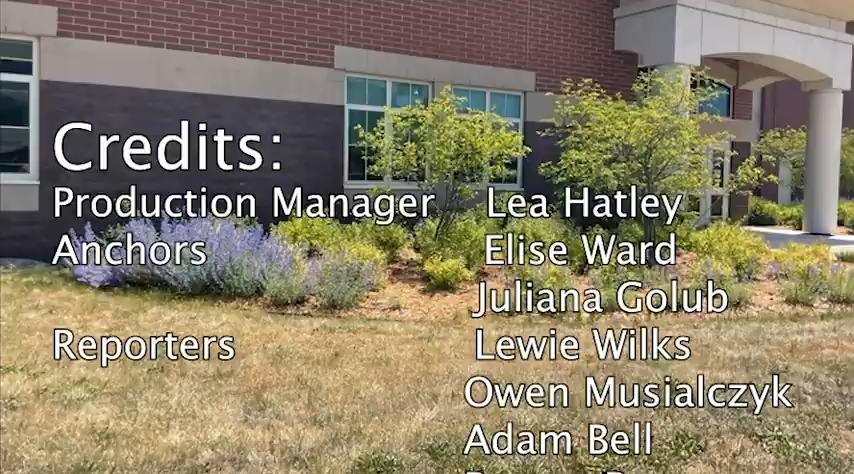 Credits:
Production Manager Lea Hatley
Anchors Elise Ward
Juliana Golub
Reporters Lewie Wilks
Owen Musialczyk
Adam Bell